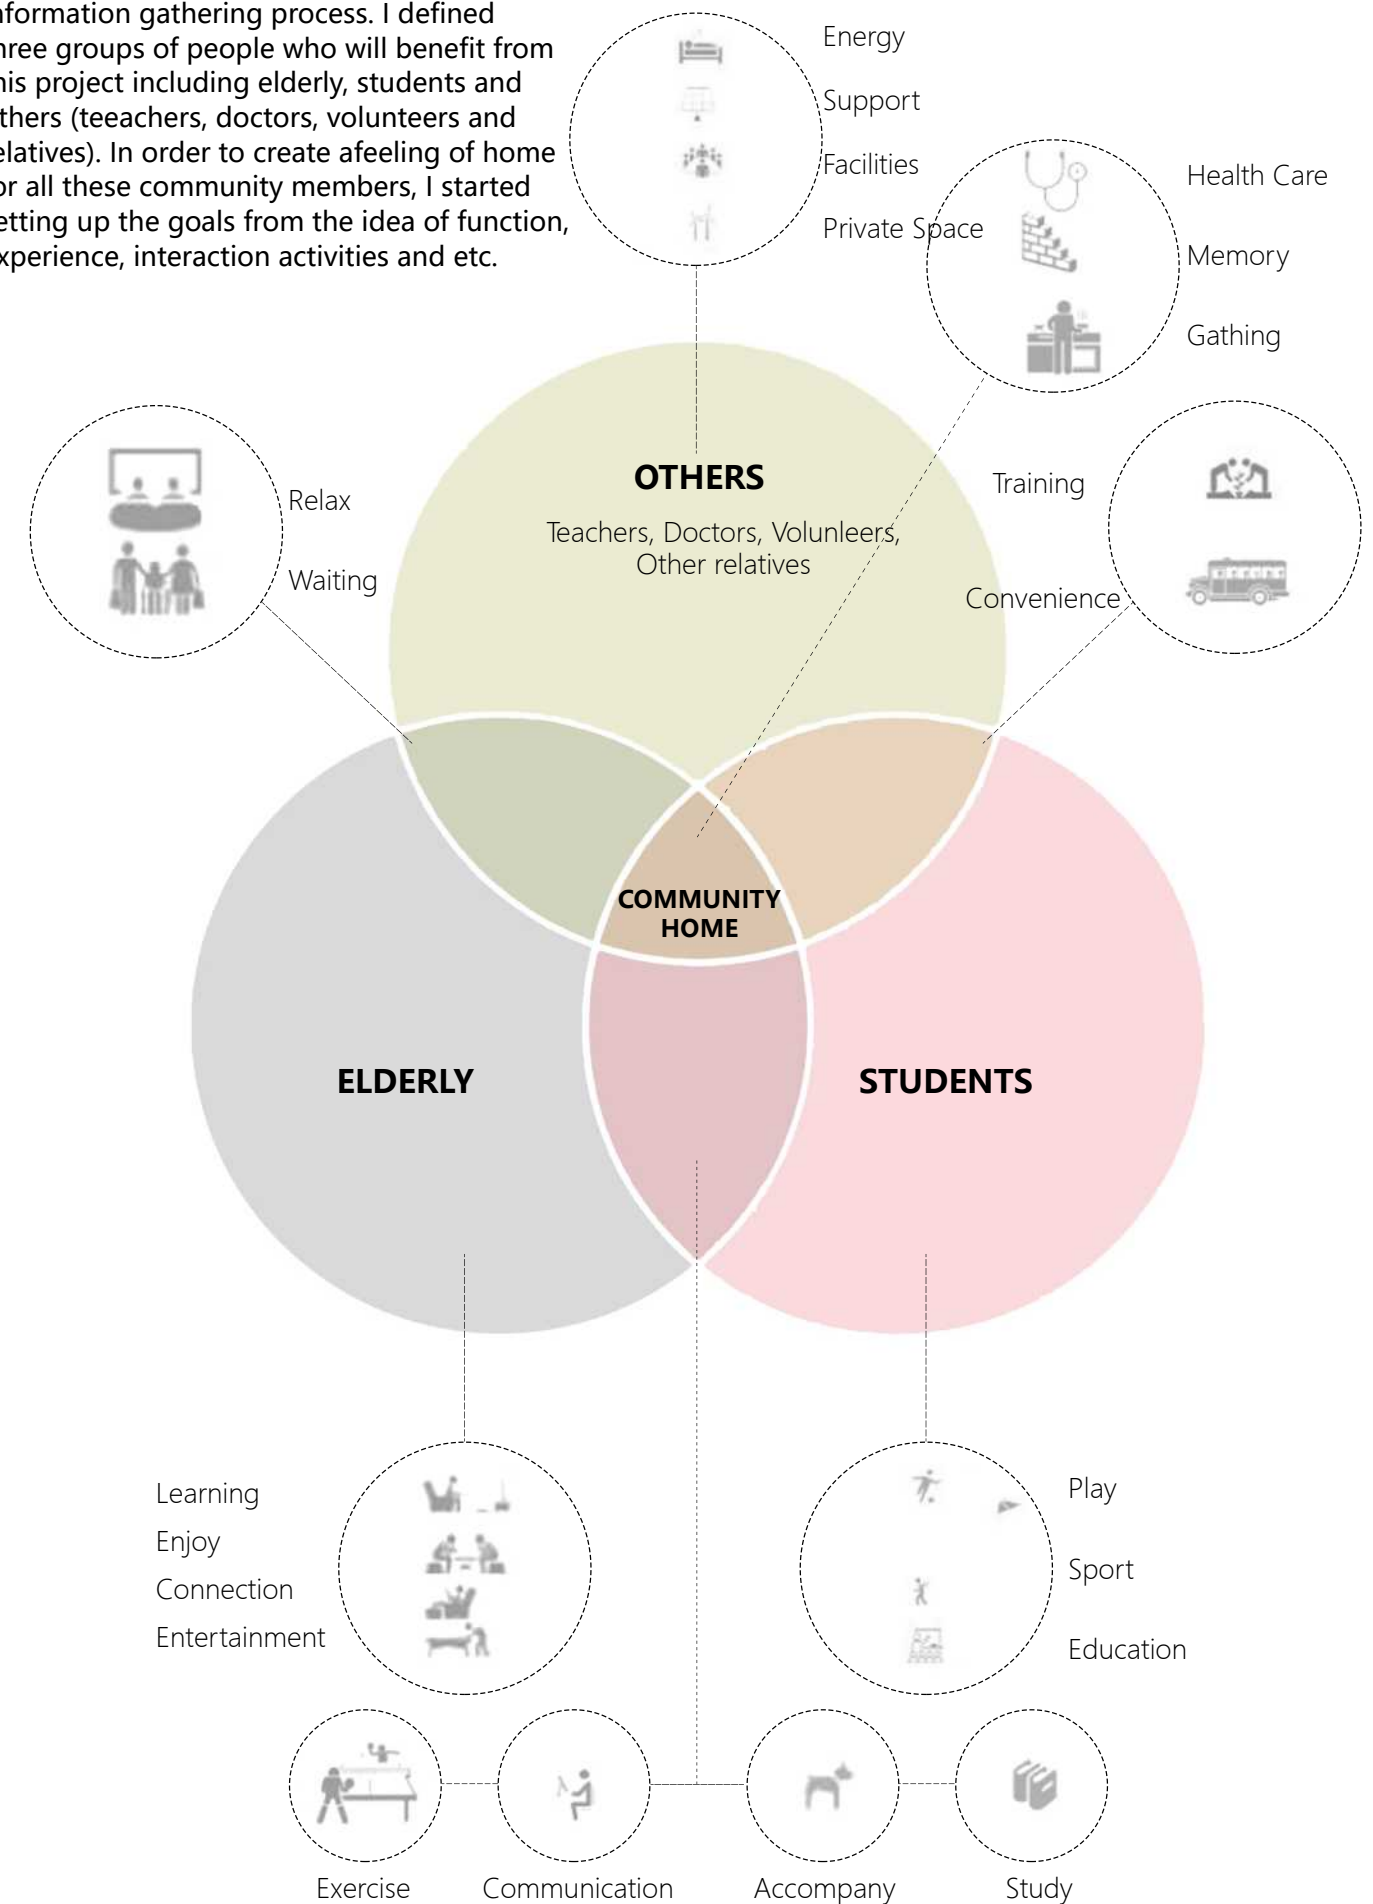 nformation gathering process. I defined
hree groups of people who will benefit from
his project including elderly, students and
thers (teeachers, doctors, volunteers and
elatives). In order to create afeeling of home
or all these community members, I started
etting up the goals from the idea of function,
xperience, interaction activities and etc.
Energy
Support
Facilities
Private Space
Health Care
Memory
Gathing
Relax
Waiting
OTHERS
Teachers, Doctors, Volunleers,
Other relatives
Training
Convenience
COMMUNITY
HOME
ELDERLY
STUDENTS
Learning
Enjoy
Connection
Entertainment
Play
Sport
Education
Exercise
Communication
Accompany
Study